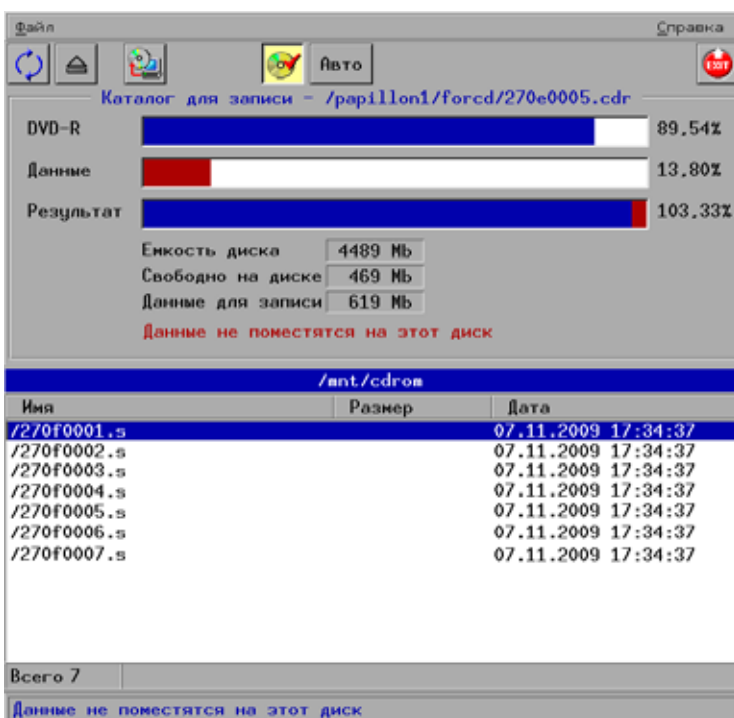 Файл Справка
Авто EXIT
Каталог для записи - /papillon1/forcd/270e0005.cdr
DVD-R 89.54%
Данные 13.80%
Результат 103.33%
Емкость диска 4489 Mb
Свободно на диске 469 Mb
Данные для записи 619 Mb
Данные не поместятся на этот диск
/mnt/cdrom
Имя Размер Дата
/270f0001.s 07.11.2009 17:34:37
/270f0002.s 07.11.2009 17:34:37
/270f0003.s 07.11.2009 17:34:37
/270f0004.s 07.11.2009 17:34:37
/270f0005.s 07.11.2009 17:34:37
/270f0006.s 07.11.2009 17:34:37
/270f0007.s 07.11.2009 17:34:37
Всего 7
Данные не поместятся на этот диск